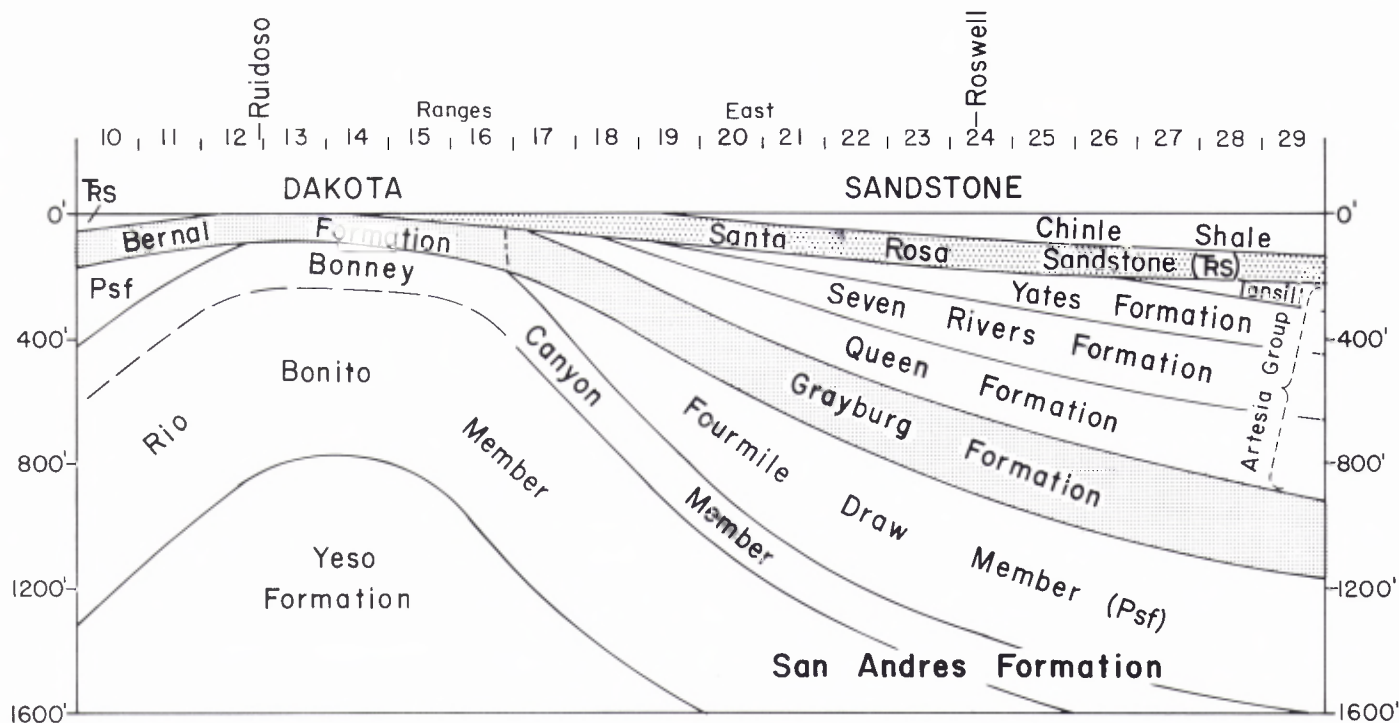 Ruidoso
Roswell
Ranges East
10 11 12 13 14 15 16 17 18 19 20 21 22 23 24 25 26 27 28 29
TRS DAKOTA SANDSTONE
0' 0'
Chinle Shale
Bernal Formation
Santa Rosa Sandstone (TRS)
Tansill
Psf
Bonney Canyon Member
Yates Formation
Seven Rivers Formation
400' 400'
Queen Formation
Grayburg Formation
Artesia Group
Rio Bonito Member
Fourmile Draw Member (Psf)
800' 800'
Yeso
Formation
1200' 1200'
San Andres Formation
1600' 1600'